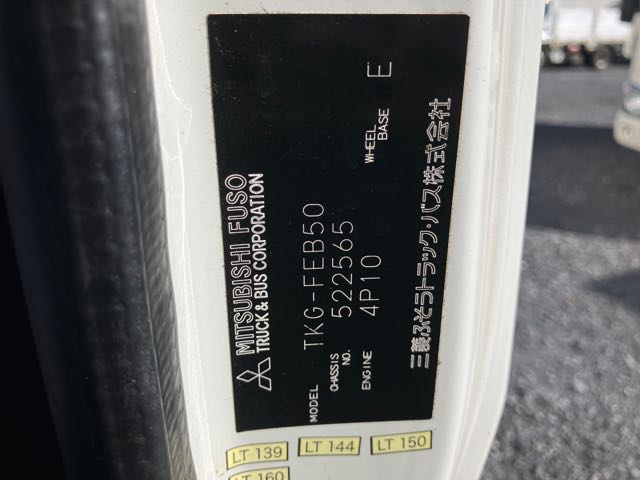 MITSUBISHI FUSO
TRUCK & BUS CORPORATION
MODEL TKG-FEB50
CHASSIS NO. 522565
ENGINE 4P10 WHEEL BASE E
三菱ふそうトラック・バス株式会社
LT 139 LT 144 LT 150
LT 160